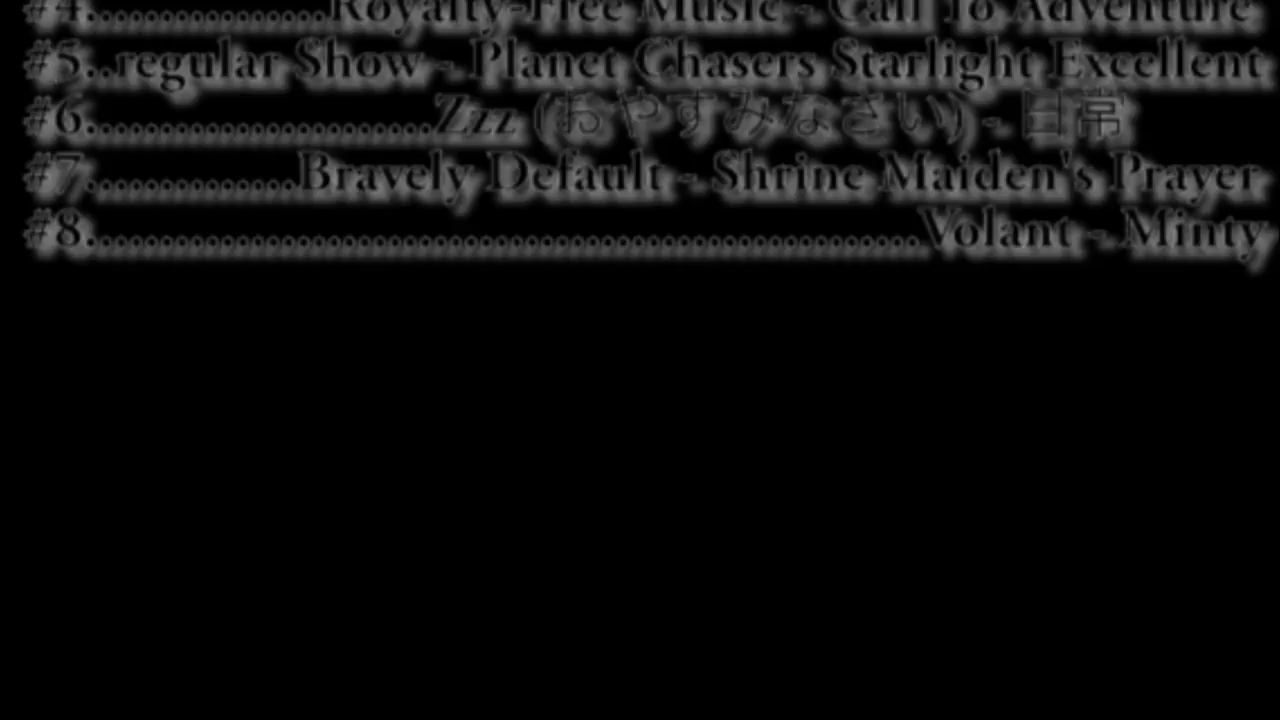 #4....................Royalty-Free Music - Call To Adventure
#5..regular Show - Planet Chasers Starlight Excellent
#6.............................Zzz (おやすみなさい) - 日常
#7..................Bravely Default - Shrine Maiden's Prayer
#8.......................................................................Volant - Minty